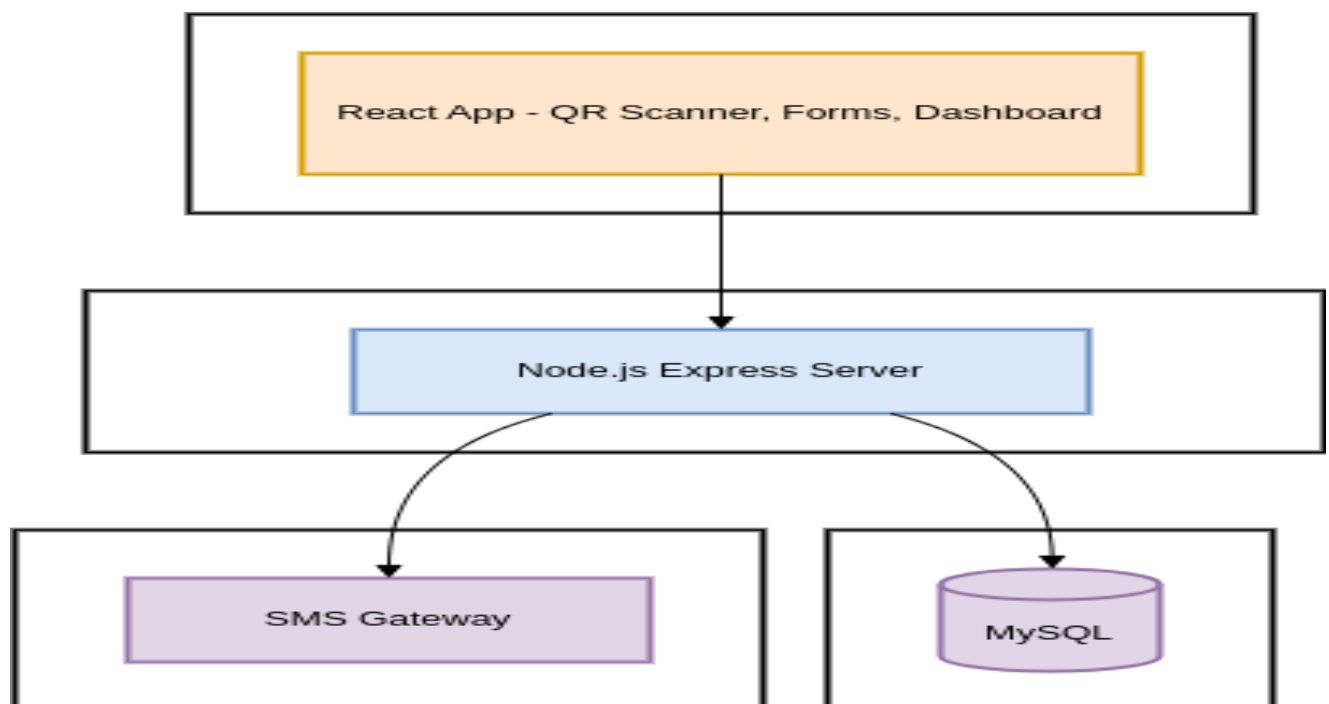 React App - QR Scanner, Forms, Dashboard
Node.js Express Server
SMS Gateway
MySQL